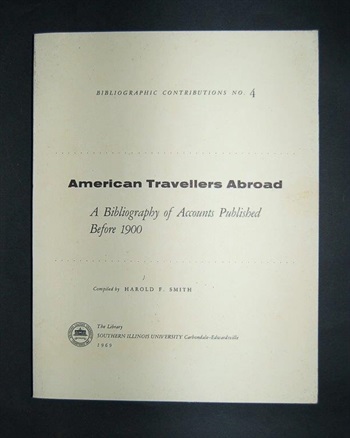 BIBLIOGRAPHIC CONTRIBUTIONS NO. 4
American Travellers Abroad
A Bibliography of Accounts Published
Before 1900
Compiled by HAROLD F. SMITH
The Library
SOUTHERN ILLINOIS UNIVERSITY Carbondale-Edwardsville
1969